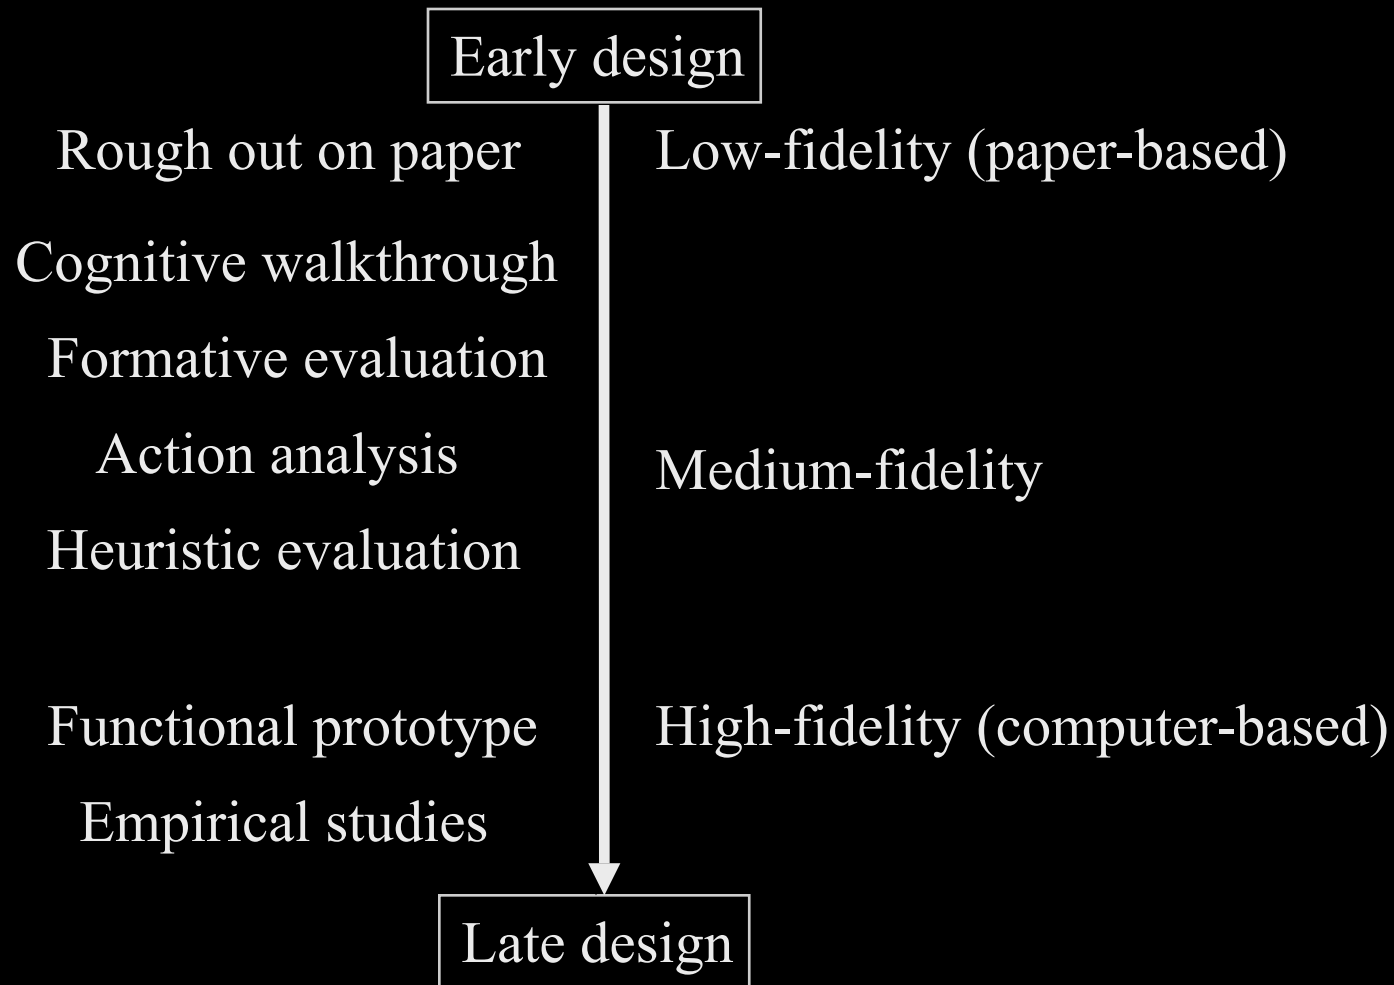 Early design
Rough out on paper
Low-fidelity (paper-based)
Cognitive walkthrough
Formative evaluation
Action analysis
Medium-fidelity
Heuristic evaluation
Functional prototype
High-fidelity (computer-based)
Empirical studies
Late design